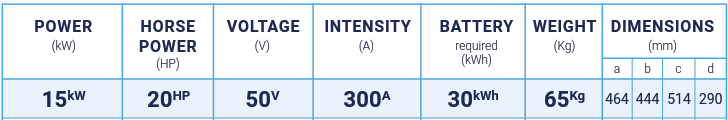 POWER HORSE VOLTAGE INTENSITY BATTERY WEIGHT DIMENSIONS
(kW) POWER (V) (A) required (Kg) (mm)
(HP) (kWh)
a b c d
15kW 20HP 50V 300A 30kWh 65Kg 464 444 514 290